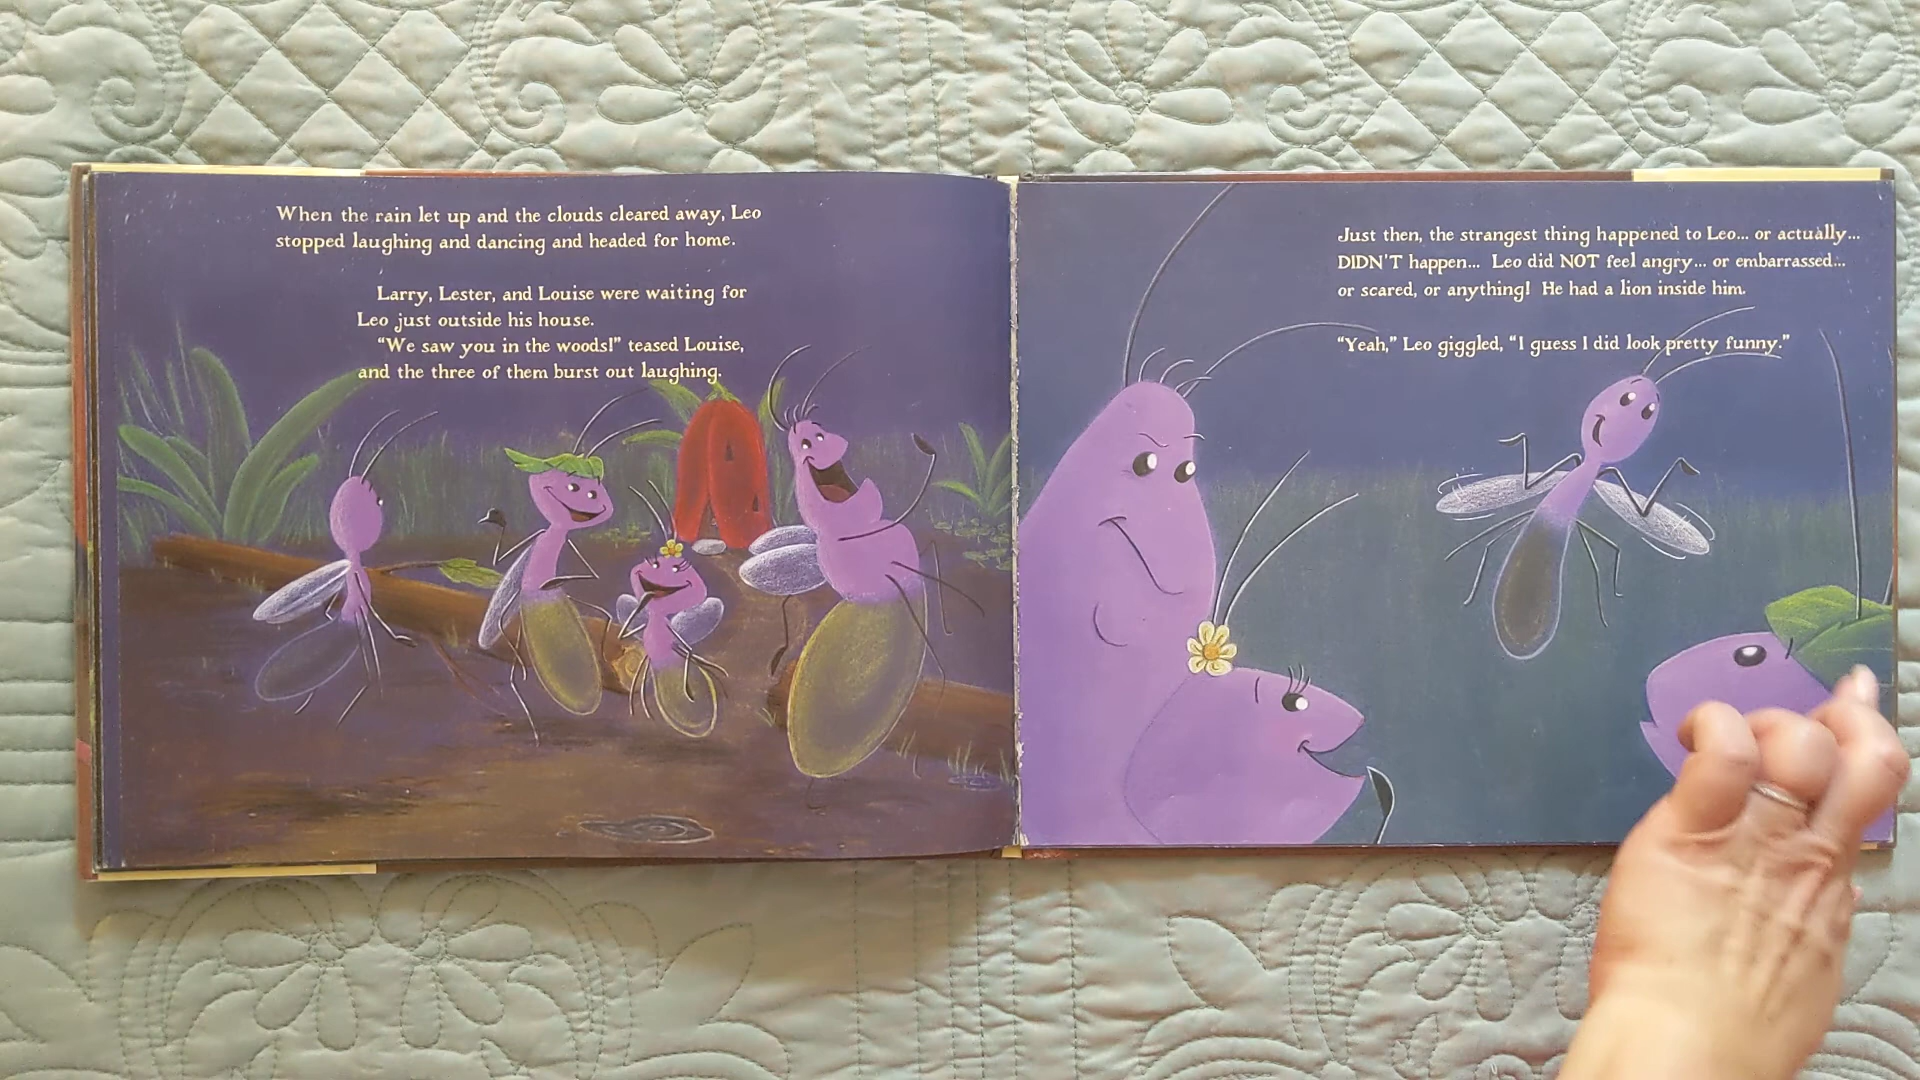 When the rain let up and the clouds cleared away, Leo
stopped laughing and dancing and headed for home.
Larry, Lester, and Louise were waiting for
Leo just outside his house.
“We saw you in the woods!” teased Louise,
and the three of them burst out laughing.
Just then, the strangest thing happened to Leo... or actually...
DIDN'T happen... Leo did NOT feel angry... or embarrassed...
or scared, or anything! He had a lion inside him.
“Yeah,” Leo giggled, “I guess I did look pretty funny.”